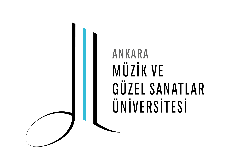 ANKARA
MÜZİK VE
GÜZEL SANATLAR
ÜNİVERSİTESİ